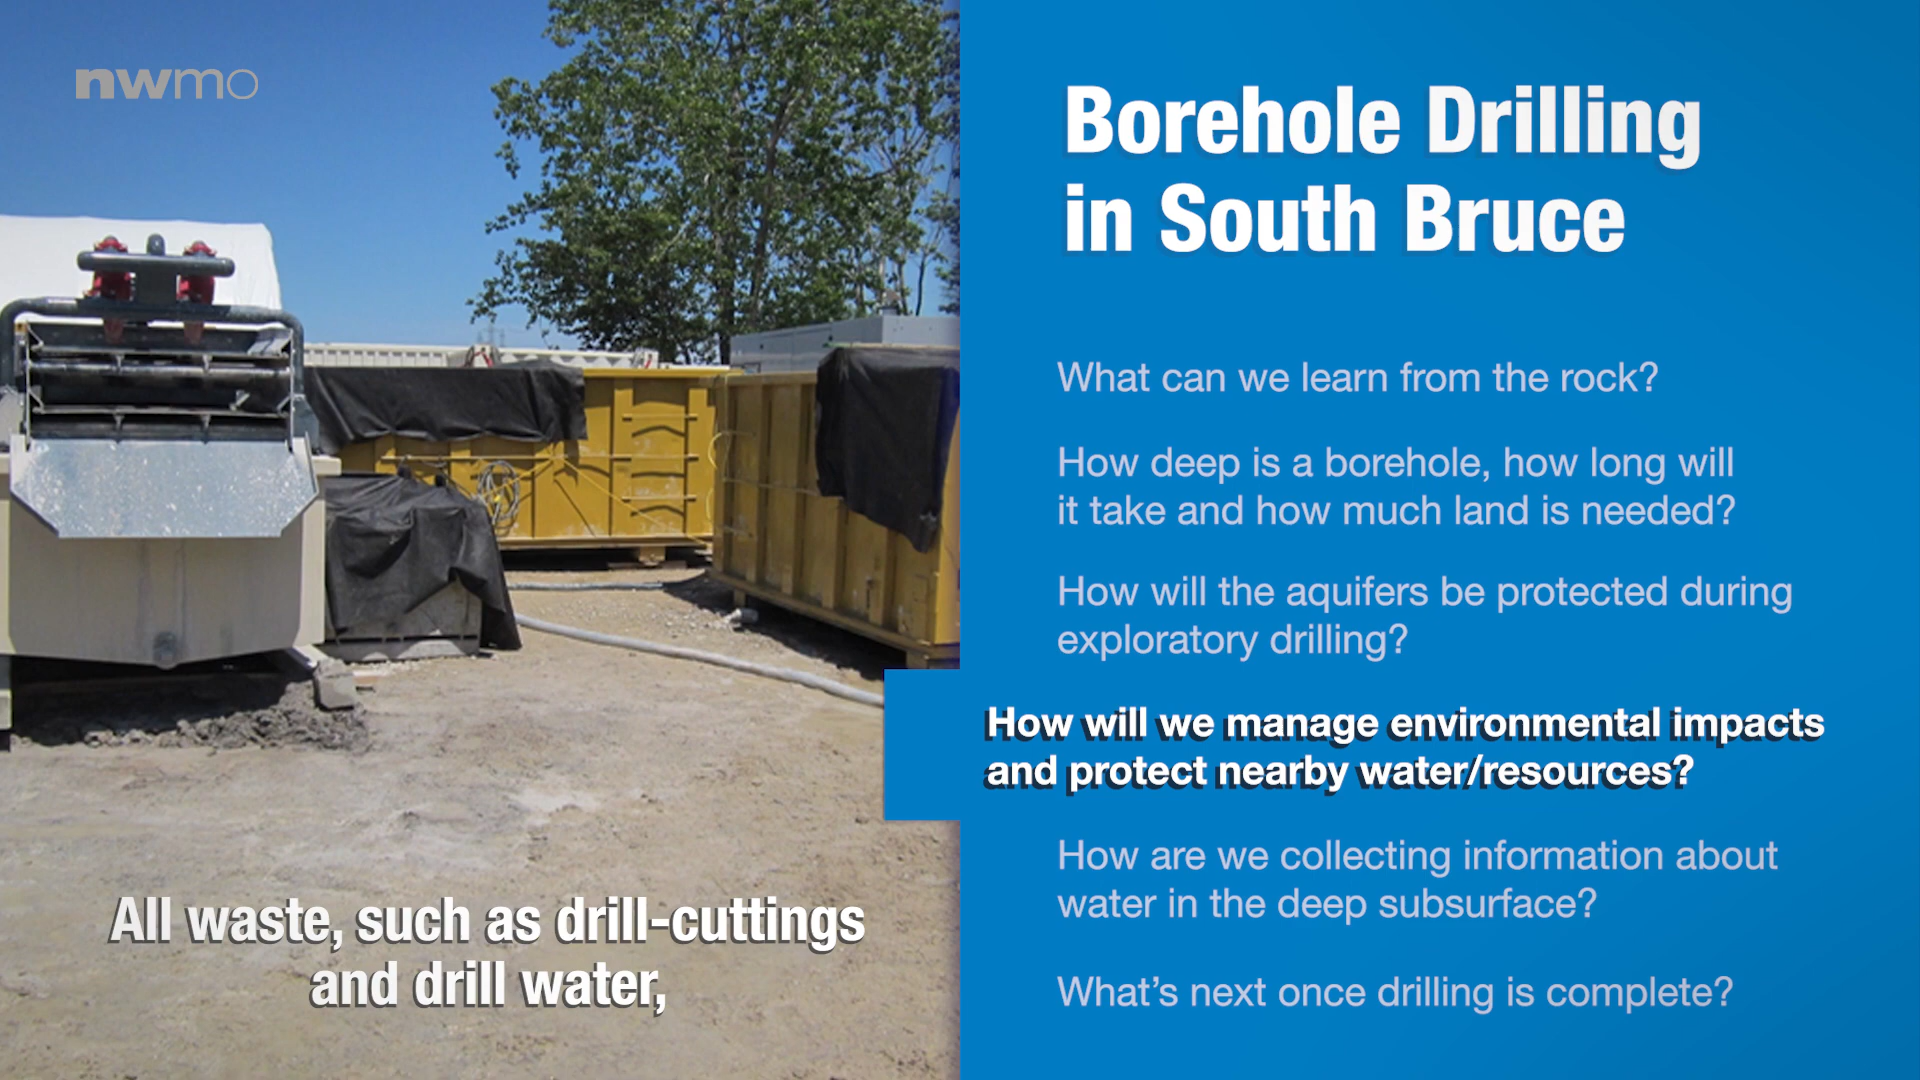 nwmo
Borehole Drilling
in South Bruce
What can we learn from the rock?
How deep is a borehole, how long will
it take and how much land is needed?
How will the aquifers be protected during
exploratory drilling?
How will we manage environmental impacts
and protect nearby water/resources?
How are we collecting information about
water in the deep subsurface?
What's next once drilling is complete?
All waste, such as drill-cuttings
and drill water,